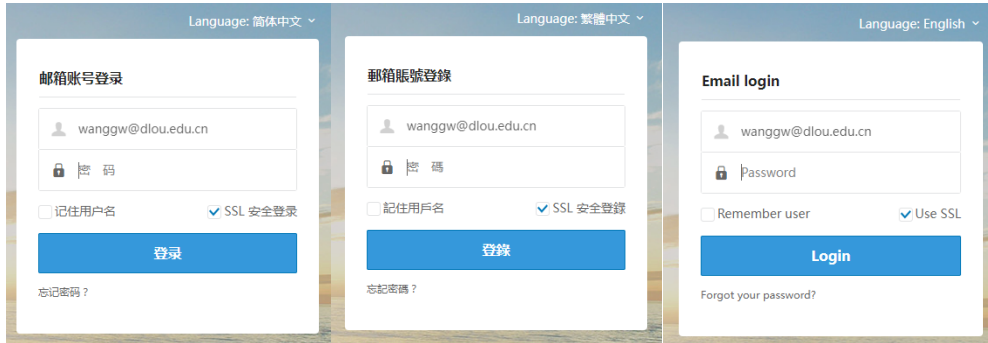 Language: 简体中文
邮箱账号登录
wanggw@dlou.edu.cn
密 码
记住用户名
SSL 安全登录
登录
忘记密码？
Language: 繁體中文
郵箱賬號登錄
wanggw@dlou.edu.cn
密 碼
記住用戶名
SSL 安全登錄
登錄
忘記密碼？
Language: English
Email login
wanggw@dlou.edu.cn
Password
Remember user
Use SSL
Login
Forgot your password?